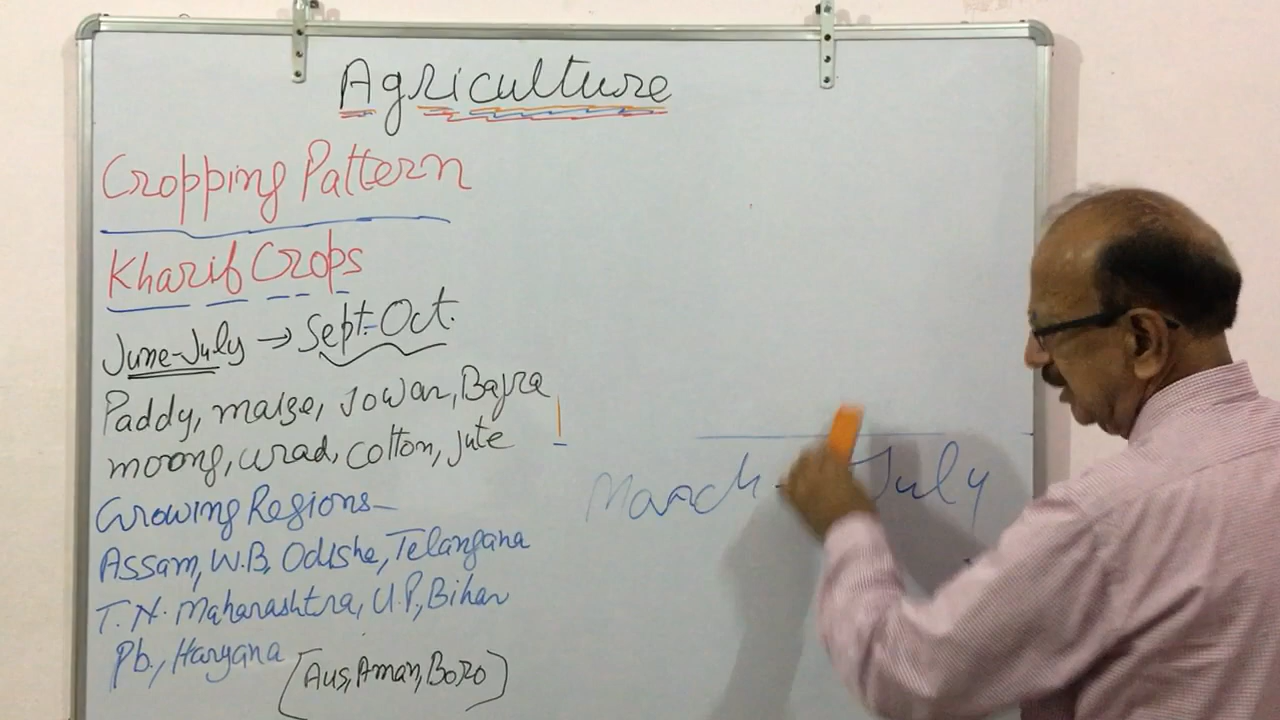 Agriculture
Cropping Pattern
Kharif Crops
June-July → Sept-Oct.
Paddy, maize, Jowar, Bajra
moong, urad, Cotton, jute
Growing Regions-
Assam, W.B, Odisha, Telangana
T.N. Maharashtra, U.P, Bihar
Pb., Haryana
(Aus, Aman, Boro)
March - July